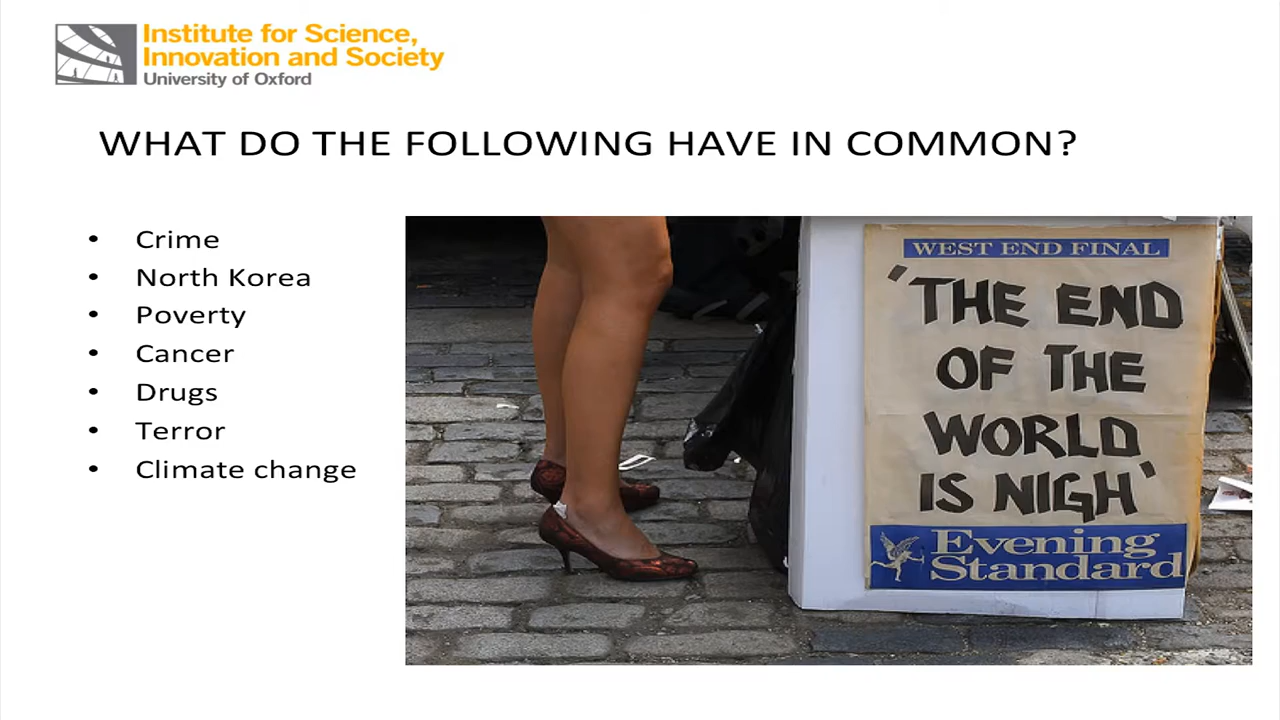 Institute for Science,
Innovation and Society
University of Oxford
WHAT DO THE FOLLOWING HAVE IN COMMON?
• Crime
• North Korea
• Poverty
• Cancer
• Drugs
• Terror
• Climate change
WEST END FINAL
'THE END
OF THE
WORLD
IS NIGH'
Evening
Standard